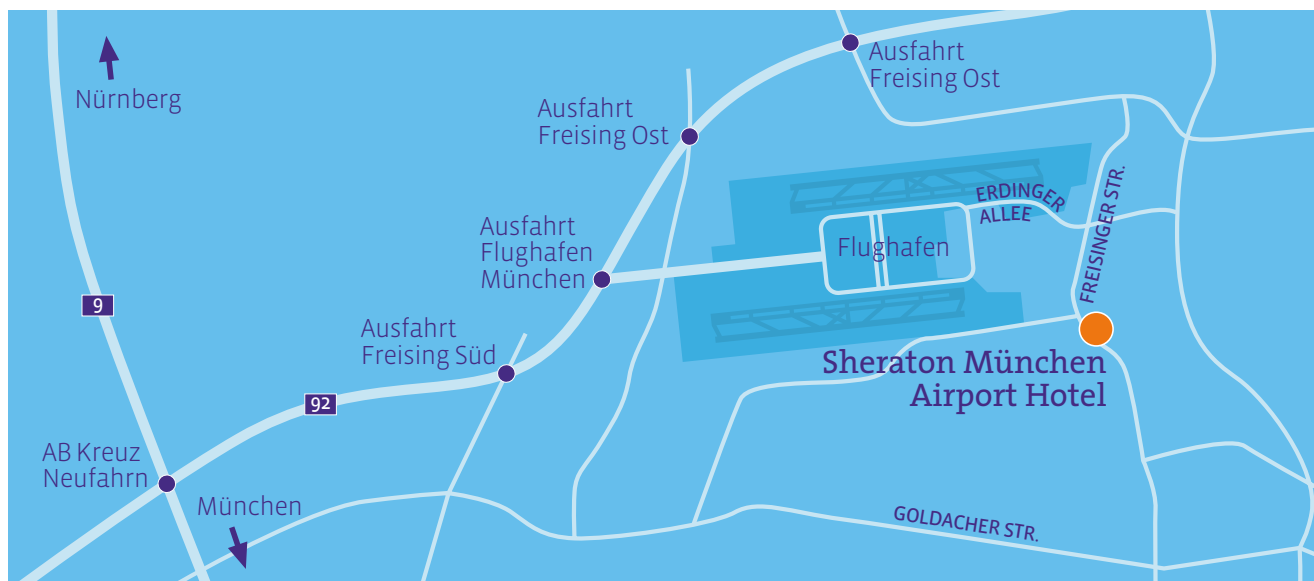 Nürnberg
Ausfahrt
Freising Ost
Ausfahrt
Freising Ost
Ausfahrt
Flughafen
München
ERDINGER
ALLEE
Flughafen
FREISINGER STR.
9
Ausfahrt
Freising Süd
Sheraton München
Airport Hotel
92
AB Kreuz
Neufahrn
München
GOLDACHER STR.